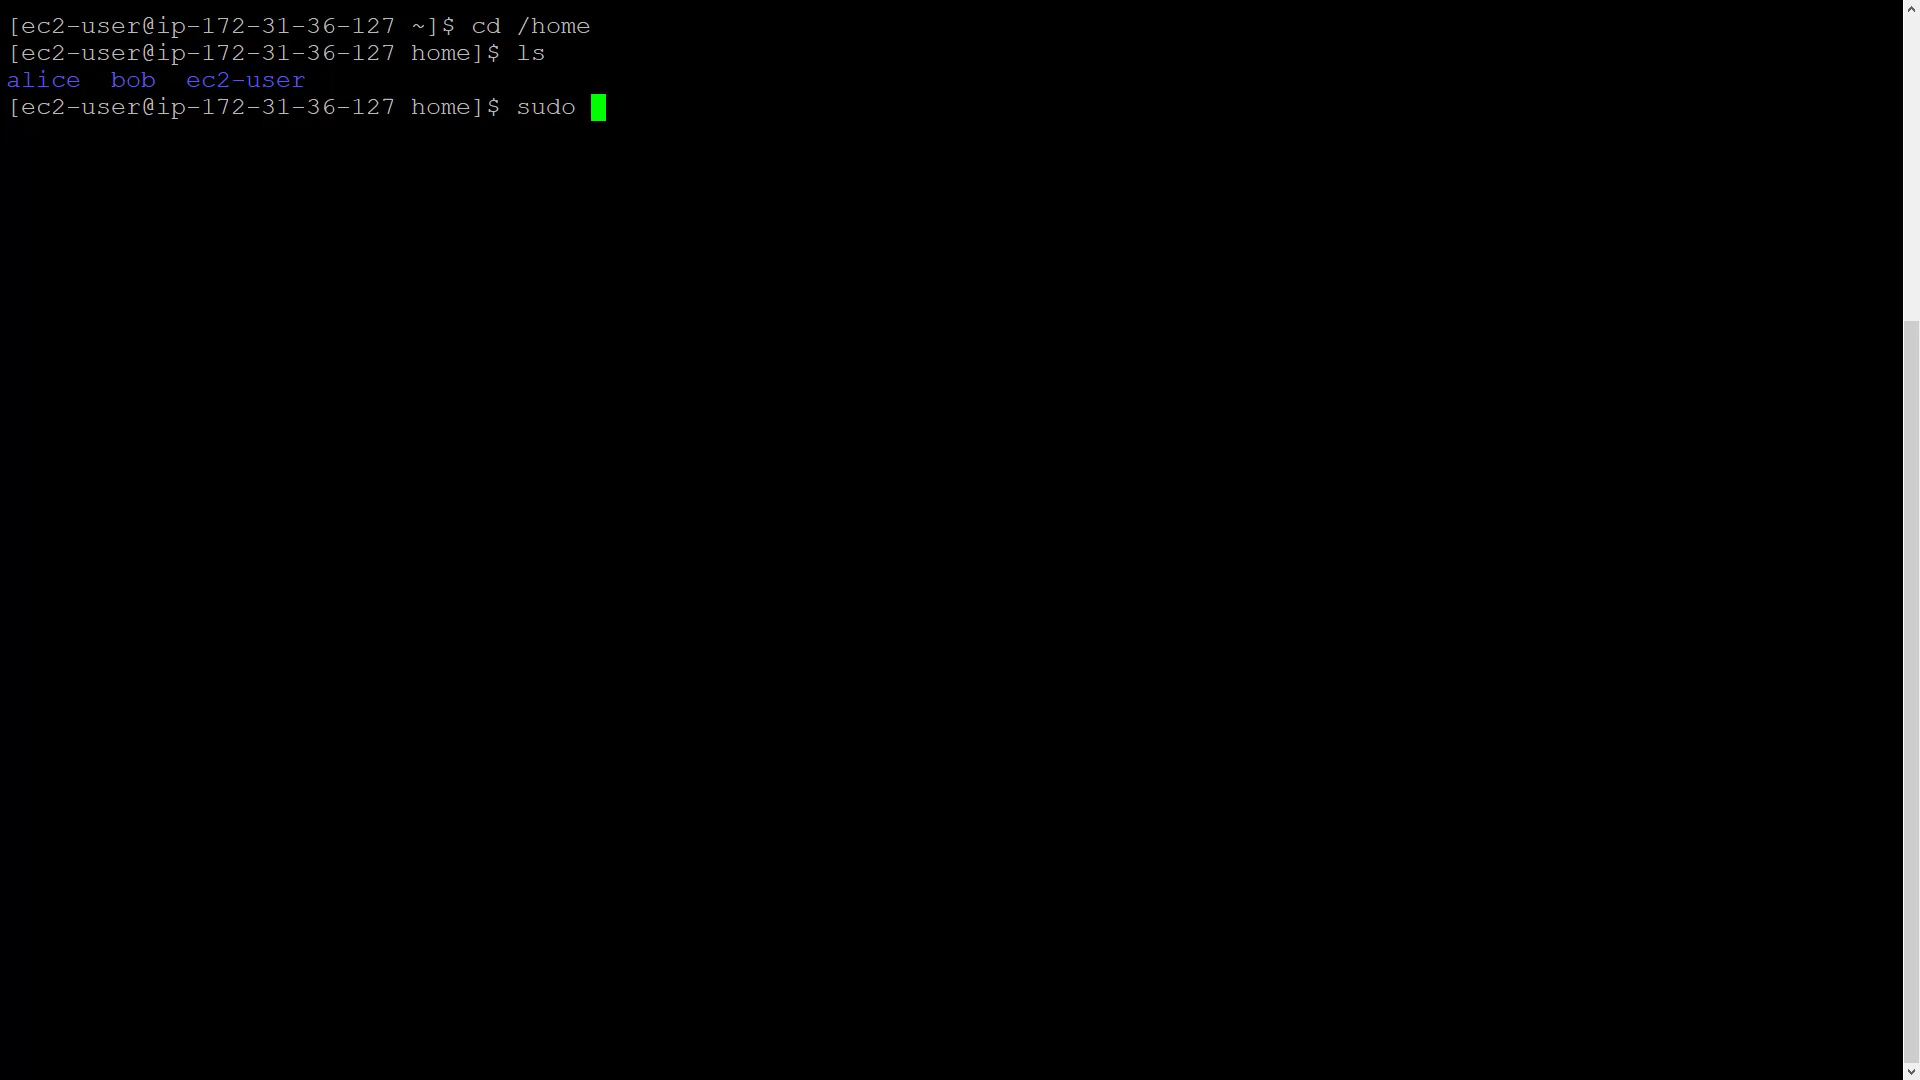 [ec2-user@ip-172-31-36-127 ~]$ cd /home
[ec2-user@ip-172-31-36-127 home]$ ls
alice  bob  ec2-user
[ec2-user@ip-172-31-36-127 home]$ sudo